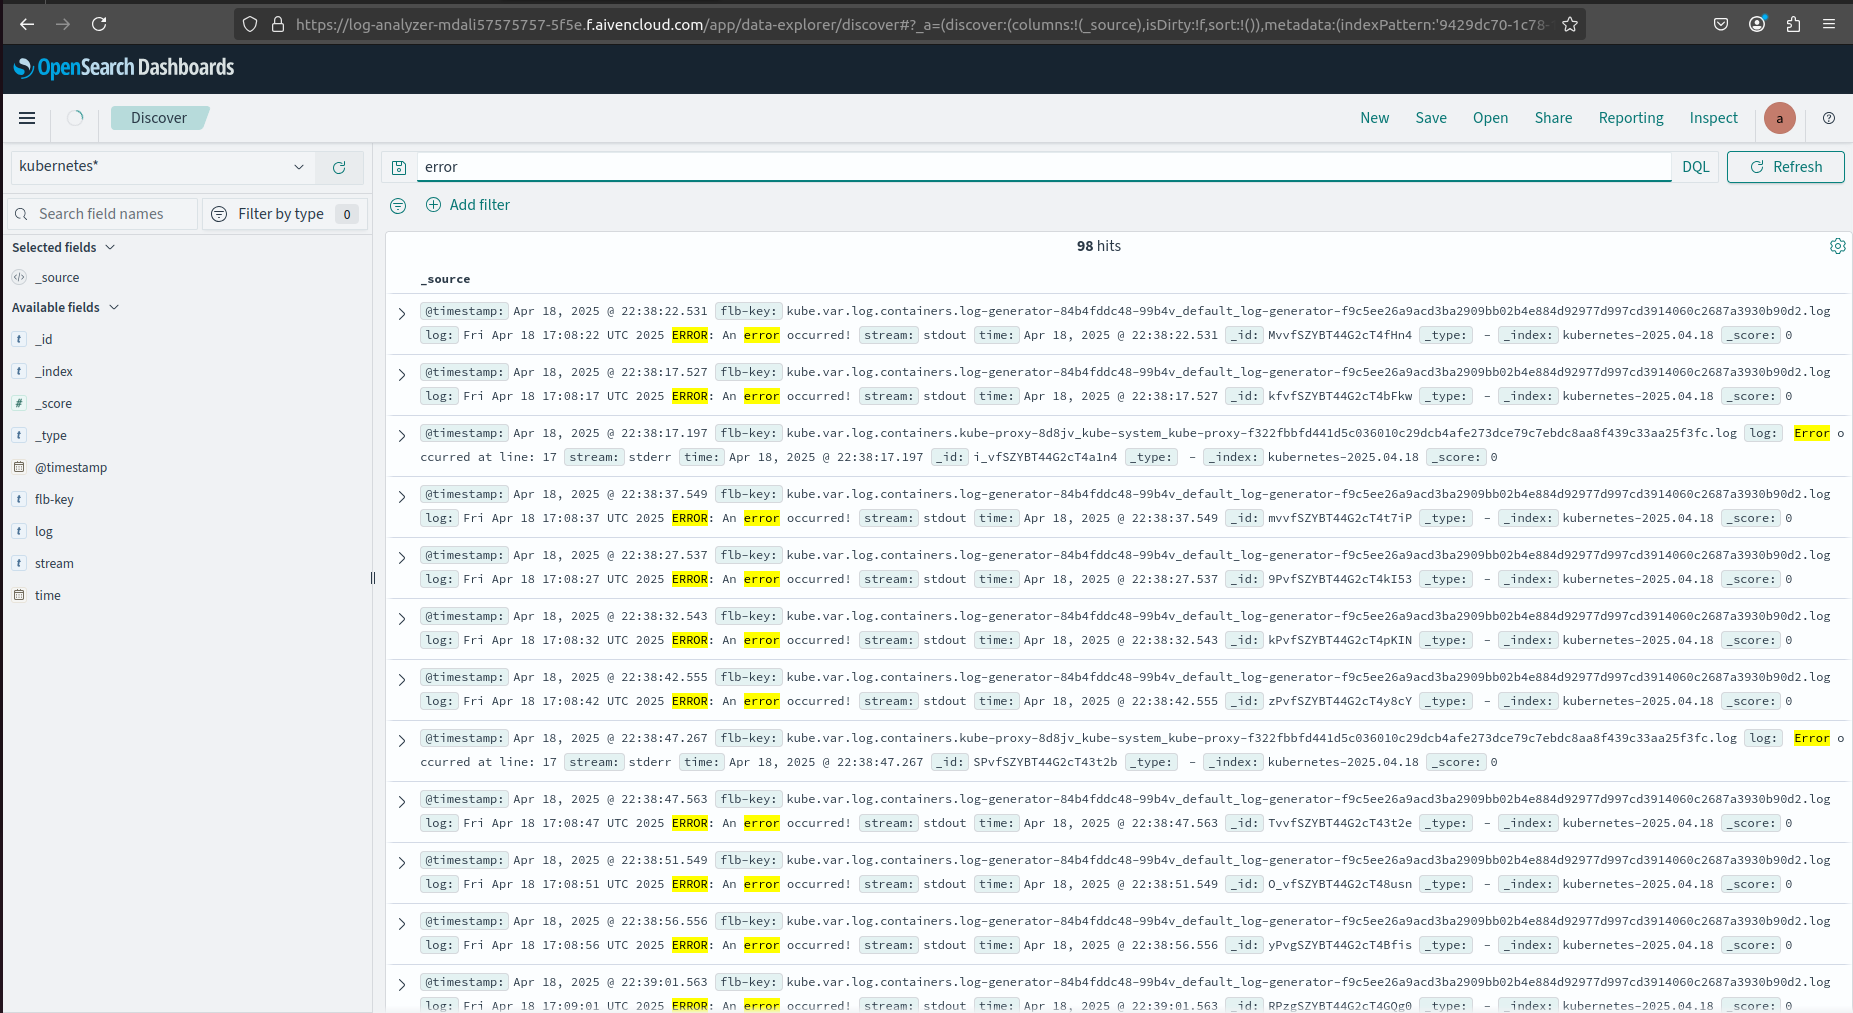 https://log-analyzer-mdali57575757-5f5e.f.aivencloud.com/app/data-explorer/discover#?_a=(discover:(columns:!(_source),isDirty:!f,sort:!()),metadata:(indexPattern:'9429dc70-1c78-
OpenSearch Dashboards
Discover
New Save Open Share Reporting Inspect a
kubernetes*
error
DQL
Refresh
Search field names
Filter by type 0
Add filter
Selected fields
_source
Available fields
t _id
t _index
# _score
t _type
@timestamp
t flb-key
t log
t stream
time
98 hits
_source
@timestamp: Apr 18, 2025 @ 22:38:22.531 flb-key: kube.var.log.containers.log-generator-84b4fddc48-99b4v_default_log-generator-f9c5ee26a9acd3ba2909bb02b4e884d92977d997cd3914060c2687a3930b90d2.log
log: Fri Apr 18 17:08:22 UTC 2025 ERROR: An error occurred! stream: stdout time: Apr 18, 2025 @ 22:38:22.531 _id: MvvfSZYBT44G2cT4fHn4 _type: - _index: kubernetes-2025.04.18 _score: 0
@timestamp: Apr 18, 2025 @ 22:38:17.527 flb-key: kube.var.log.containers.log-generator-84b4fddc48-99b4v_default_log-generator-f9c5ee26a9acd3ba2909bb02b4e884d92977d997cd3914060c2687a3930b90d2.log
log: Fri Apr 18 17:08:17 UTC 2025 ERROR: An error occurred! stream: stdout time: Apr 18, 2025 @ 22:38:17.527 _id: kfvfSZYBT44G2cT4bFkw _type: - _index: kubernetes-2025.04.18 _score: 0
@timestamp: Apr 18, 2025 @ 22:38:17.197 flb-key: kube.var.log.containers.kube-proxy-8d8jv_kube-system_kube-proxy-f322fbbfd441d5c036010c29dcb4afe273dce79c7ebdc8aa8f439c33aa25f3fc.log log: Error o
ccurred at line: 17 stream: stderr time: Apr 18, 2025 @ 22:38:17.197 _id: i_vfSZYBT44G2cT4a1n4 _type: - _index: kubernetes-2025.04.18 _score: 0
@timestamp: Apr 18, 2025 @ 22:38:37.549 flb-key: kube.var.log.containers.log-generator-84b4fddc48-99b4v_default_log-generator-f9c5ee26a9acd3ba2909bb02b4e884d92977d997cd3914060c2687a3930b90d2.log
log: Fri Apr 18 17:08:37 UTC 2025 ERROR: An error occurred! stream: stdout time: Apr 18, 2025 @ 22:38:37.549 _id: mvvfSZYBT44G2cT4t7iP _type: - _index: kubernetes-2025.04.18 _score: 0
@timestamp: Apr 18, 2025 @ 22:38:27.537 flb-key: kube.var.log.containers.log-generator-84b4fddc48-99b4v_default_log-generator-f9c5ee26a9acd3ba2909bb02b4e884d92977d997cd3914060c2687a3930b90d2.log
log: Fri Apr 18 17:08:27 UTC 2025 ERROR: An error occurred! stream: stdout time: Apr 18, 2025 @ 22:38:27.537 _id: 9PvfSZYBT44G2cT4kI53 _type: - _index: kubernetes-2025.04.18 _score: 0
@timestamp: Apr 18, 2025 @ 22:38:32.543 flb-key: kube.var.log.containers.log-generator-84b4fddc48-99b4v_default_log-generator-f9c5ee26a9acd3ba2909bb02b4e884d92977d997cd3914060c2687a3930b90d2.log
log: Fri Apr 18 17:08:32 UTC 2025 ERROR: An error occurred! stream: stdout time: Apr 18, 2025 @ 22:38:32.543 _id: kPvfSZYBT44G2cT4pKIN _type: - _index: kubernetes-2025.04.18 _score: 0
@timestamp: Apr 18, 2025 @ 22:38:42.555 flb-key: kube.var.log.containers.log-generator-84b4fddc48-99b4v_default_log-generator-f9c5ee26a9acd3ba2909bb02b4e884d92977d997cd3914060c2687a3930b90d2.log
log: Fri Apr 18 17:08:42 UTC 2025 ERROR: An error occurred! stream: stdout time: Apr 18, 2025 @ 22:38:42.555 _id: zPvfSZYBT44G2cT4y8cY _type: - _index: kubernetes-2025.04.18 _score: 0
@timestamp: Apr 18, 2025 @ 22:38:47.267 flb-key: kube.var.log.containers.kube-proxy-8d8jv_kube-system_kube-proxy-f322fbbfd441d5c036010c29dcb4afe273dce79c7ebdc8aa8f439c33aa25f3fc.log log: Error o
ccurred at line: 17 stream: stderr time: Apr 18, 2025 @ 22:38:47.267 _id: SPvfSZYBT44G2cT43t2b _type: - _index: kubernetes-2025.04.18 _score: 0
@timestamp: Apr 18, 2025 @ 22:38:47.563 flb-key: kube.var.log.containers.log-generator-84b4fddc48-99b4v_default_log-generator-f9c5ee26a9acd3ba2909bb02b4e884d92977d997cd3914060c2687a3930b90d2.log
log: Fri Apr 18 17:08:47 UTC 2025 ERROR: An error occurred! stream: stdout time: Apr 18, 2025 @ 22:38:47.563 _id: TvvfSZYBT44G2cT43t2e _type: - _index: kubernetes-2025.04.18 _score: 0
@timestamp: Apr 18, 2025 @ 22:38:51.549 flb-key: kube.var.log.containers.log-generator-84b4fddc48-99b4v_default_log-generator-f9c5ee26a9acd3ba2909bb02b4e884d92977d997cd3914060c2687a3930b90d2.log
log: Fri Apr 18 17:08:51 UTC 2025 ERROR: An error occurred! stream: stdout time: Apr 18, 2025 @ 22:38:51.549 _id: O_vfSZYBT44G2cT48usn _type: - _index: kubernetes-2025.04.18 _score: 0
@timestamp: Apr 18, 2025 @ 22:38:56.556 flb-key: kube.var.log.containers.log-generator-84b4fddc48-99b4v_default_log-generator-f9c5ee26a9acd3ba2909bb02b4e884d92977d997cd3914060c2687a3930b90d2.log
log: Fri Apr 18 17:08:56 UTC 2025 ERROR: An error occurred! stream: stdout time: Apr 18, 2025 @ 22:38:56.556 _id: yPvgSZYBT44G2cT4Bfis _type: - _index: kubernetes-2025.04.18 _score: 0
@timestamp: Apr 18, 2025 @ 22:39:01.563 flb-key: kube.var.log.containers.log-generator-84b4fddc48-99b4v_default_log-generator-f9c5ee26a9acd3ba2909bb02b4e884d92977d997cd3914060c2687a3930b90d2.log
log: Fri Apr 18 17:09:01 UTC 2025 ERROR: An error occurred! stream: stdout time: Apr 18, 2025 @ 22:39:01.563 _id: RPzgSZYBT44G2cT4GQg0 _type: - _index: kubernetes-2025.04.18 _score: 0